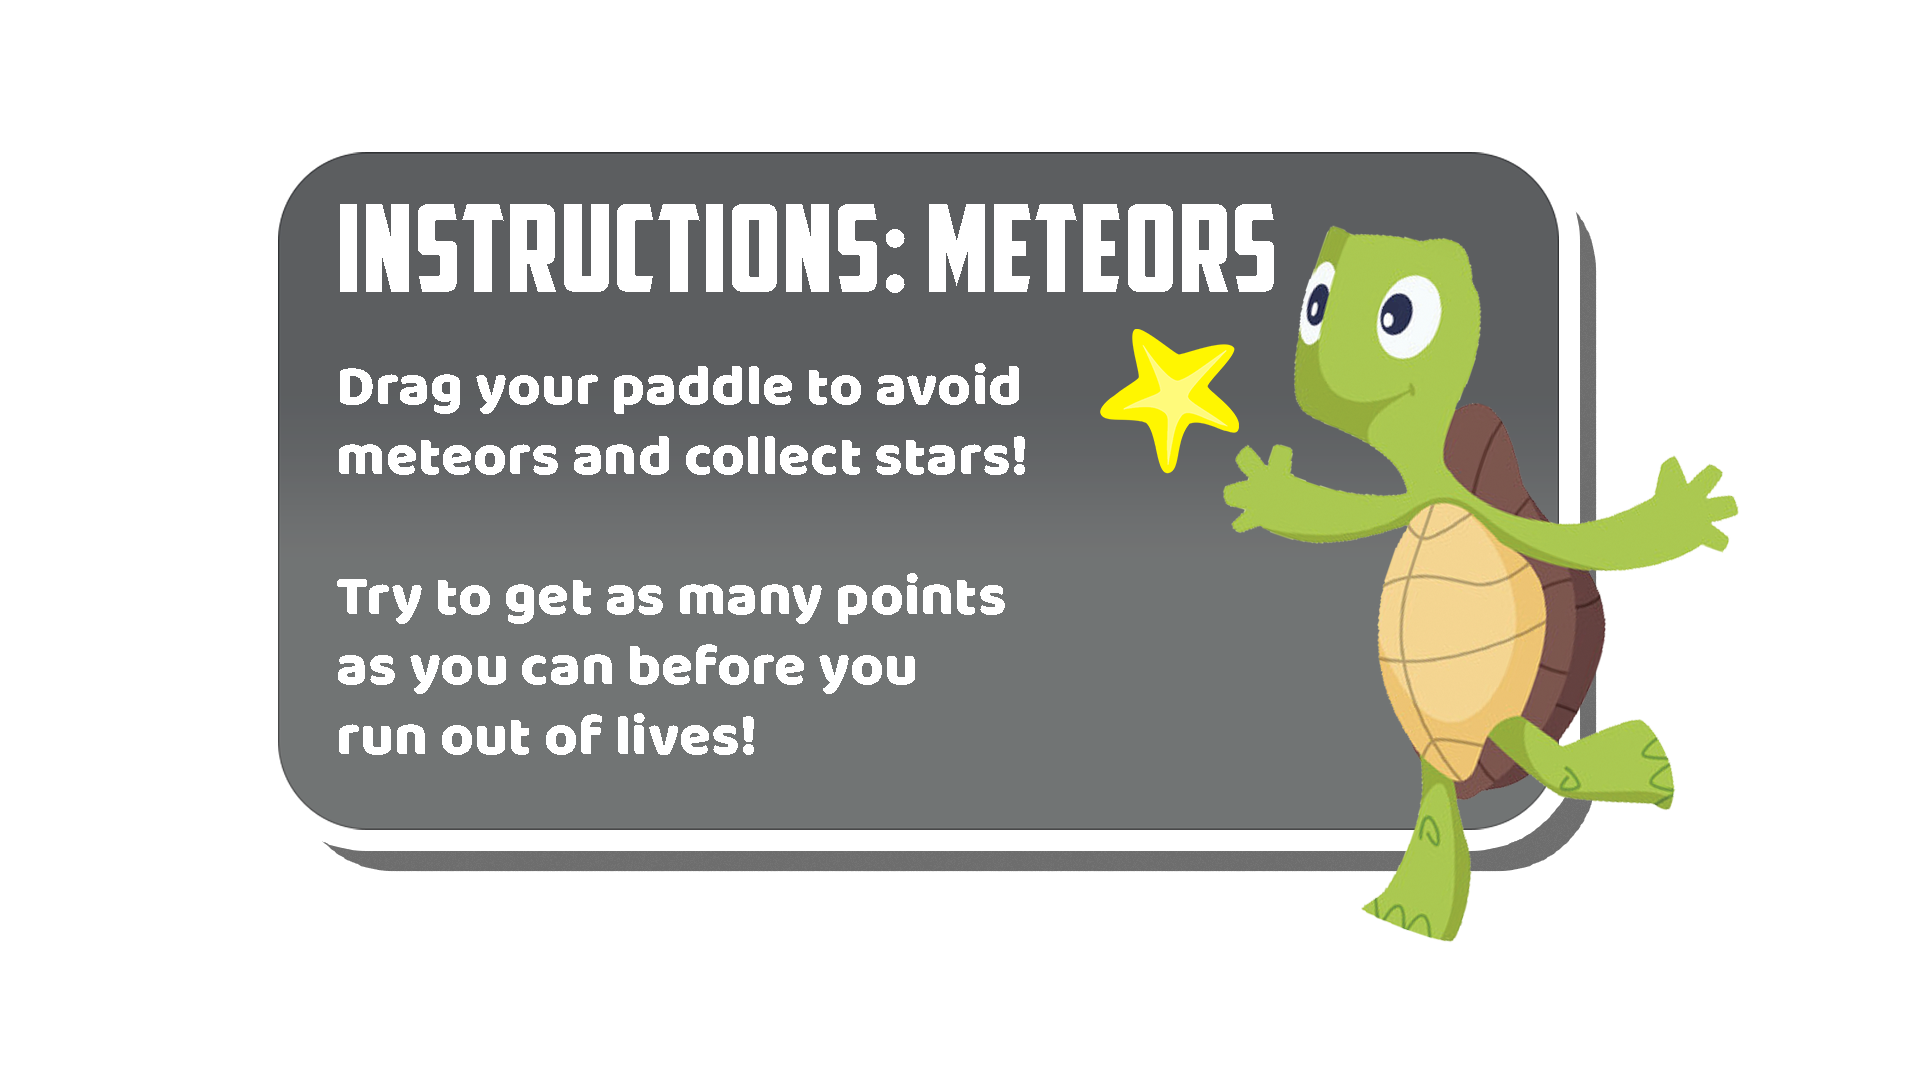 INSTRUCTIONS: METEORS
Drag your paddle to avoid
meteors and collect stars!
Try to get as many points
as you can before you
run out of lives!